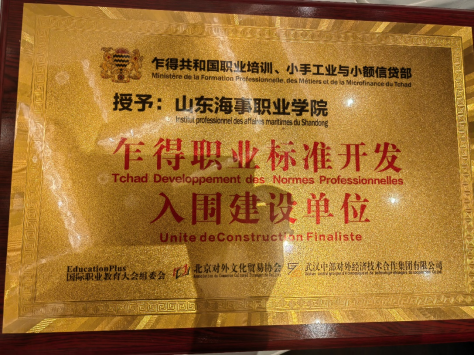 乍得共和国职业培训、小手工业与小额信贷部
Ministère de la Formation Professionnelle, des Métiers et de la Microfinance du Tchad
授予：山东海事职业学院
Institut professionnel des affaires maritimes du Shandong
乍得职业标准开发
Tchad Developpement des Normes Professionnelles
入围建设单位
Unite deConstruction Finaliste
EducationPlus
国际职业教育大会组委会
北京对外文化贸易协会
武汉中部对外经济技术合作集团有限公司